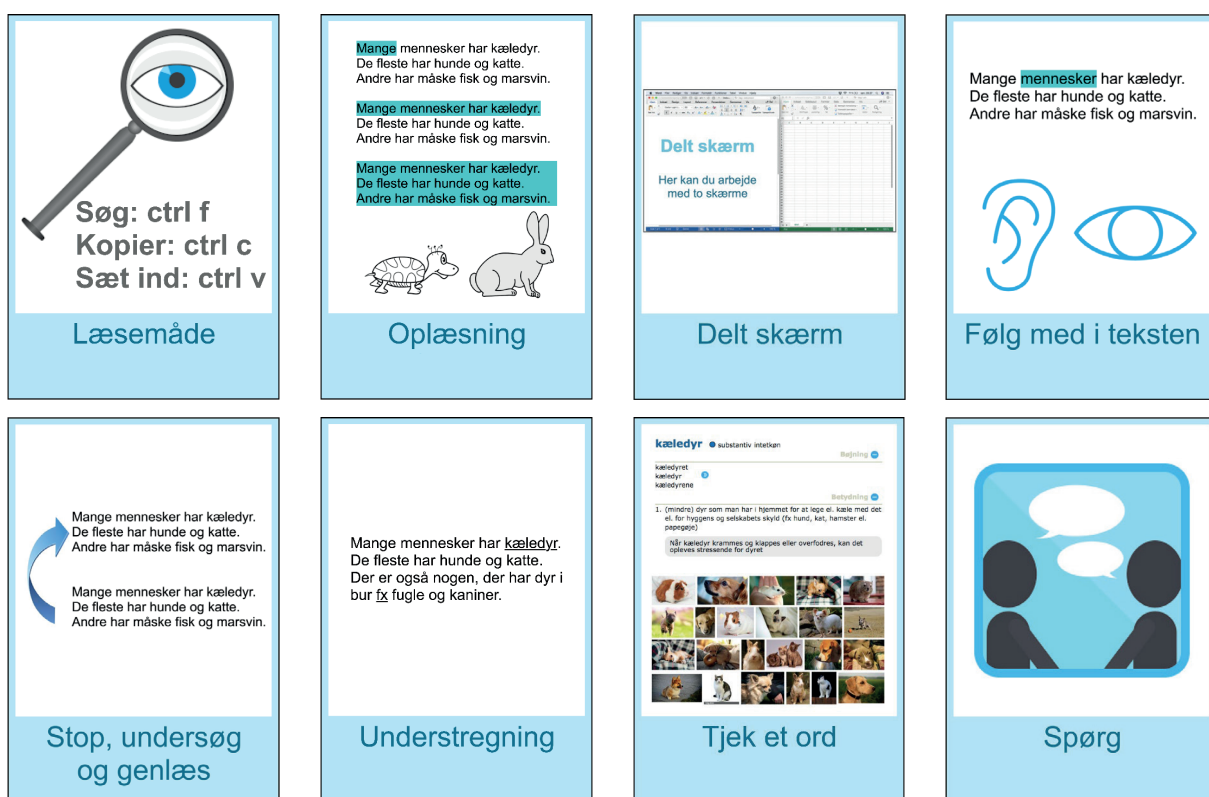 Søg: ctrl f
Kopier: ctrl c
Sæt ind: ctrl v
Læsemåde
Mange mennesker har kæledyr.
De fleste har hunde og katte.
Andre har måske fisk og marsvin.
Mange mennesker har kæledyr.
De fleste har hunde og katte.
Andre har måske fisk og marsvin.
Mange mennesker har kæledyr.
De fleste har hunde og katte.
Andre har måske fisk og marsvin.
Oplæsning
Delt skærm
Her kan du arbejde
med to skærme
Delt skærm
Mange mennesker har kæledyr.
De fleste har hunde og katte.
Andre har måske fisk og marsvin.
Følg med i teksten
Mange mennesker har kæledyr.
De fleste har hunde og katte.
Andre har måske fisk og marsvin.
Mange mennesker har kæledyr.
De fleste har hunde og katte.
Andre har måske fisk og marsvin.
Stop, undersøg
og genlæs
Mange mennesker har kæledyr.
De fleste har hunde og katte.
Der er også nogen, der har dyr i
bur fx fugle og kaniner.
Understregning
kæledyr substantiv intetkøn
Bøjning
kæledyret
kæledyr
kæledyrene
Betydning
1. (mindre) dyr som man har i hjemmet for at lege el. kæle med det
el. for hyggens og selskabets skyld (fx hund, kat, hamster el.
papegøje)
Når kæledyr krammes og klappes eller overfodres, kan det
opleves stressende for dyret
Tjek et ord
Spørg